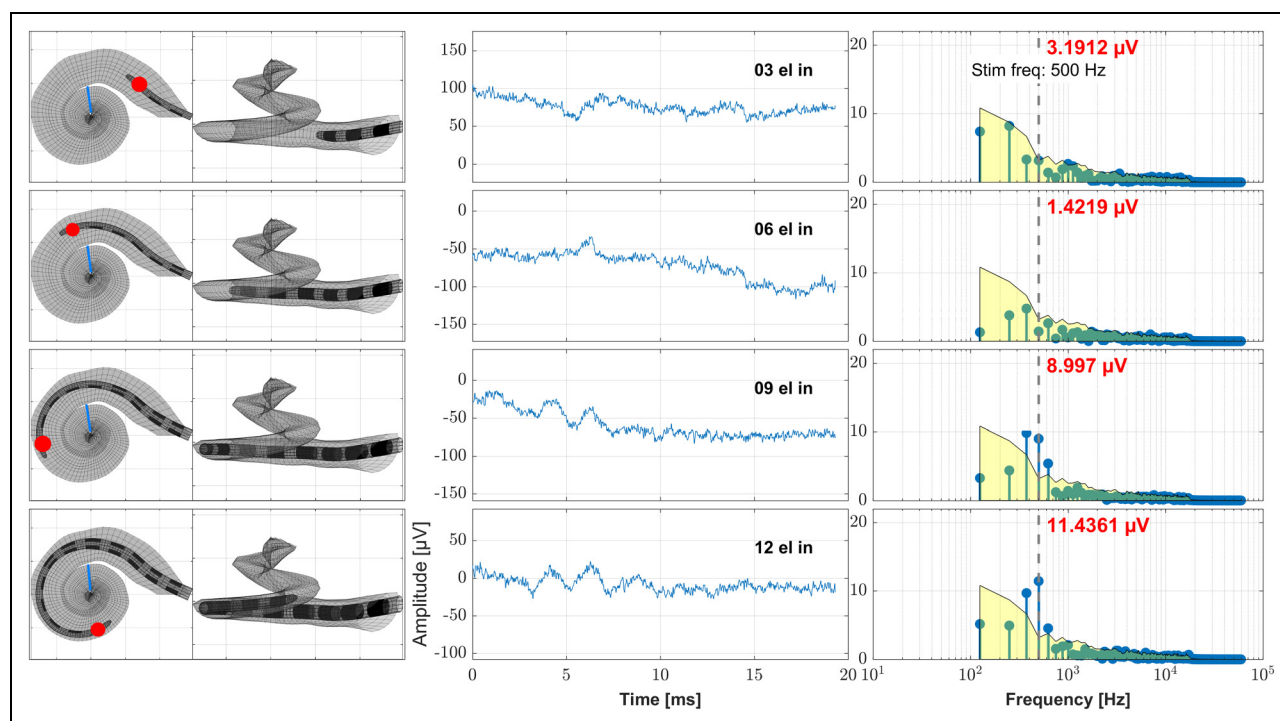 3.1912 µV
Stim freq: 500 Hz
03 el in
150
100
50
0
20
10
0
1.4219 µV
06 el in
0
-50
-100
-150
20
10
0
8.997 µV
09 el in
0
-50
-100
-150
20
10
0
11.4361 µV
12 el in
50
0
-50
-100
20
10
0
Amplitude [µV]
0 5 10 15 20
10¹ 10² 10³ 10⁴ 10⁵
Time [ms]
Frequency [Hz]